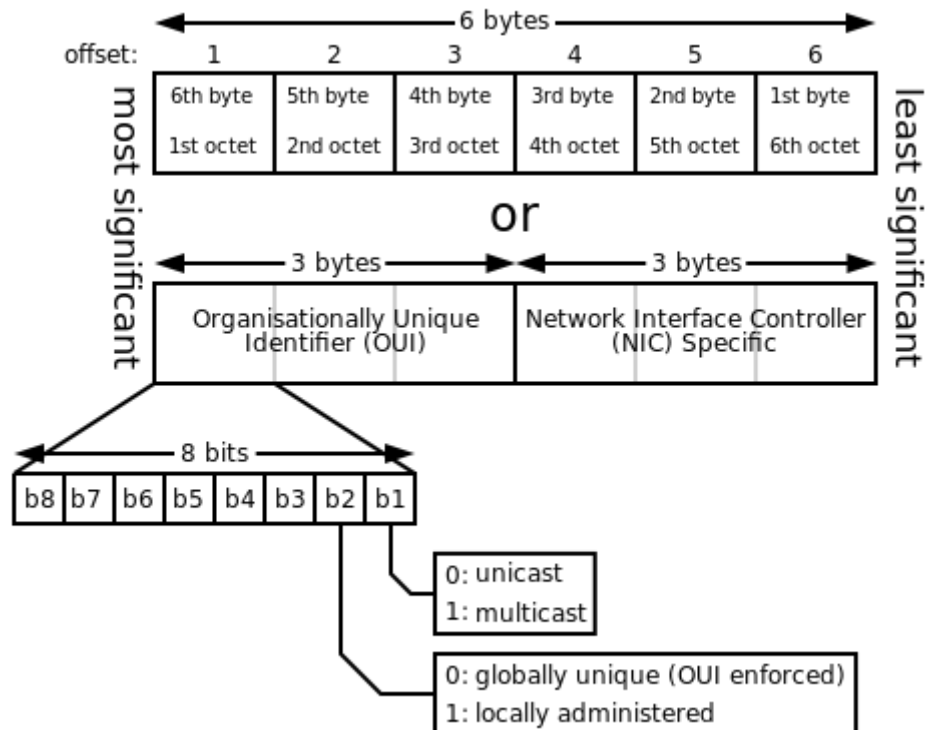 6 bytes
offset: 1 2 3 4 5 6
most significant
6th byte 5th byte 4th byte 3rd byte 2nd byte 1st byte
1st octet 2nd octet 3rd octet 4th octet 5th octet 6th octet
least significant
or
3 bytes 3 bytes
Organisationally Unique
Identifier (OUI)
Network Interface Controller
(NIC) Specific
8 bits
b8 b7 b6 b5 b4 b3 b2 b1
0: unicast
1: multicast
0: globally unique (OUI enforced)
1: locally administered